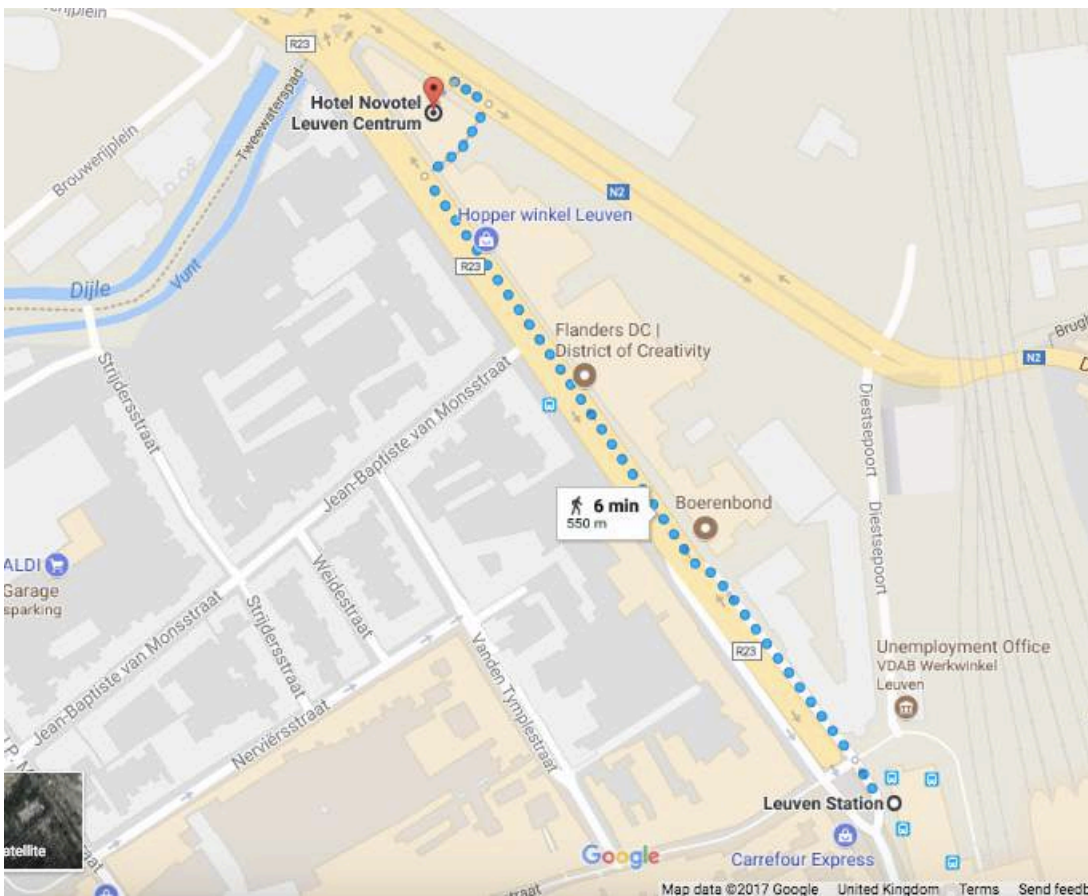 R23
Hotel Novotel
Leuven Centrum
Tweewaterspad
Brouwerijplein
N2
Hopper winkel Leuven
R23
Dijle
Vunt
Flanders DC |
District of Creativity
N2
Strijdersstraat
Jean-Baptiste van Monsstraat
Diestsepoort
6 min
550 m
Boerenbond
Diestsepoort
ALDI
Garage
sparking
Weidestraat
Strijdersstraat
Vanden Tymplestraat
R23
Unemployment Office
VDAB Werkwinkel
Leuven
Jean-Baptiste van Monsstraat
Nerviërsstraat
Leuven Station
atellite
Google
Carrefour Express
Map data ©2017 Google United Kingdom Terms Send feedb